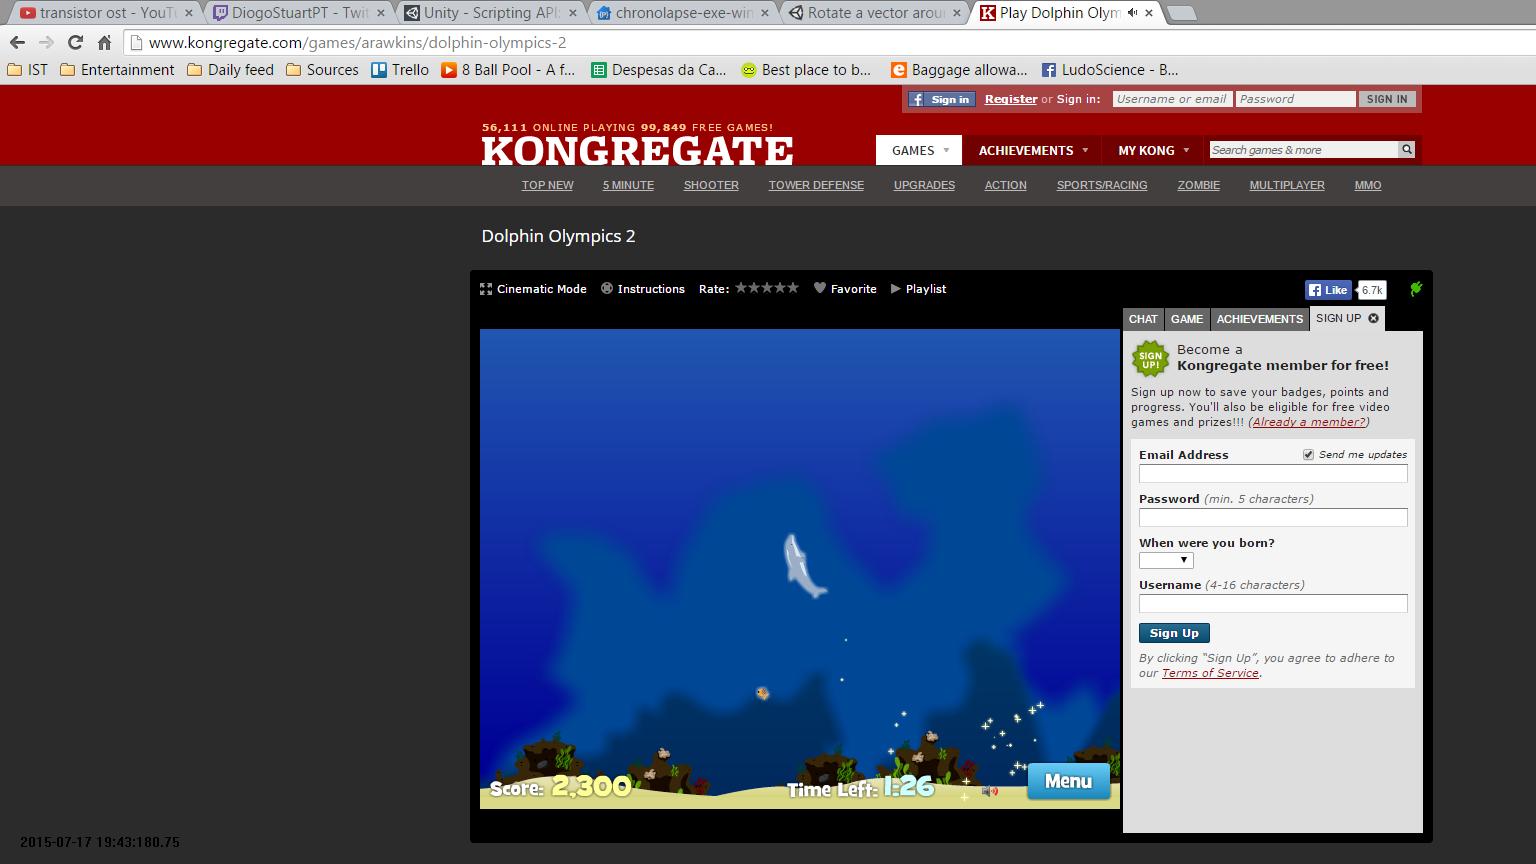 transistor ost - YouTu
DiogoStuartPT - Twit
Unity - Scripting API:
chronolapse-exe-win
Rotate a vector arou
Play Dolphin Olym
www.kongregate.com/games/arawkins/dolphin-olympics-2
IST
Entertainment
Daily feed
Sources
Trello
8 Ball Pool - A f...
Despesas da Ca...
Best place to b...
Baggage allowa...
LudoScience - B...
Sign in
Register or Sign in:
Username or email
Password
SIGN IN
56,111 ONLINE PLAYING 99,849 FREE GAMES!
KONGREGATE
GAMES
ACHIEVEMENTS
MY KONG
Search games & more
TOP NEW
5 MINUTE
SHOOTER
TOWER DEFENSE
UPGRADES
ACTION
SPORTS/RACING
ZOMBIE
MULTIPLAYER
MMO
Dolphin Olympics 2
Cinematic Mode
Instructions
Rate:
Favorite
Playlist
Like
6.7k
CHAT
GAME
ACHIEVEMENTS
SIGN UP
SIGN UP!
Become a
Kongregate member for free!
Sign up now to save your badges, points and
progress. You'll also be eligible for free video
games and prizes!!! (Already a member?)
Email Address
Send me updates
Password (min. 5 characters)
When were you born?
Username (4-16 characters)
Sign Up
By clicking “Sign Up”, you agree to adhere to
our Terms of Service.
Score: 2,300
Time Left: 1:26
Menu
2015-07-17 19:43:180.75